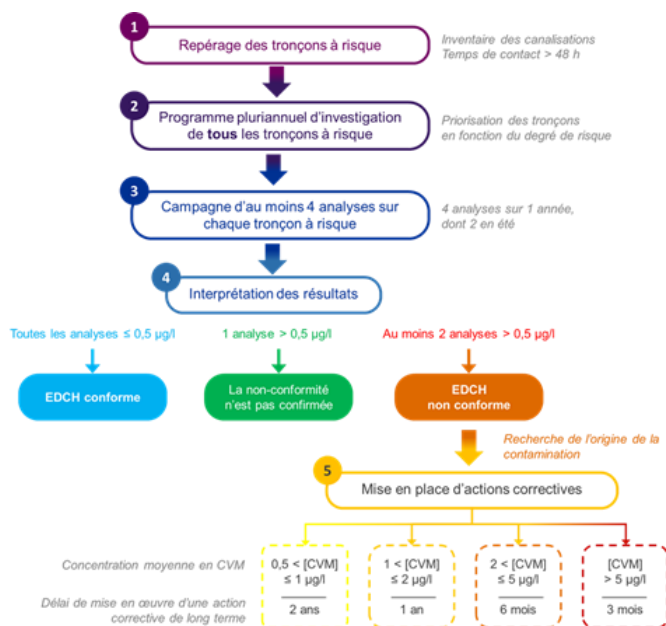 1
Repérage des tronçons à risque
Inventaire des canalisations
Temps de contact > 48 h
2
Programme pluriannuel d'investigation
de tous les tronçons à risque
Priorisation des tronçons
en fonction du degré de risque
3
Campagne d'au moins 4 analyses sur
chaque tronçon à risque
4 analyses sur 1 année,
dont 2 en été
4
Interprétation des résultats
Toutes les analyses ≤ 0,5 µg/l
1 analyse > 0,5 µg/l
Au moins 2 analyses > 0,5 µg/l
EDCH conforme
La non-conformité
n'est pas confirmée
EDCH
non conforme
Recherche de l'origine de la
contamination
5
Mise en place d'actions correctives
Concentration moyenne en CVM
0,5 < [CVM]
≤ 1 µg/l
1 < [CVM]
≤ 2 µg/l
2 < [CVM]
≤ 5 µg/l
[CVM]
> 5 µg/l
Délai de mise en œuvre d'une action
corrective de long terme
2 ans
1 an
6 mois
3 mois